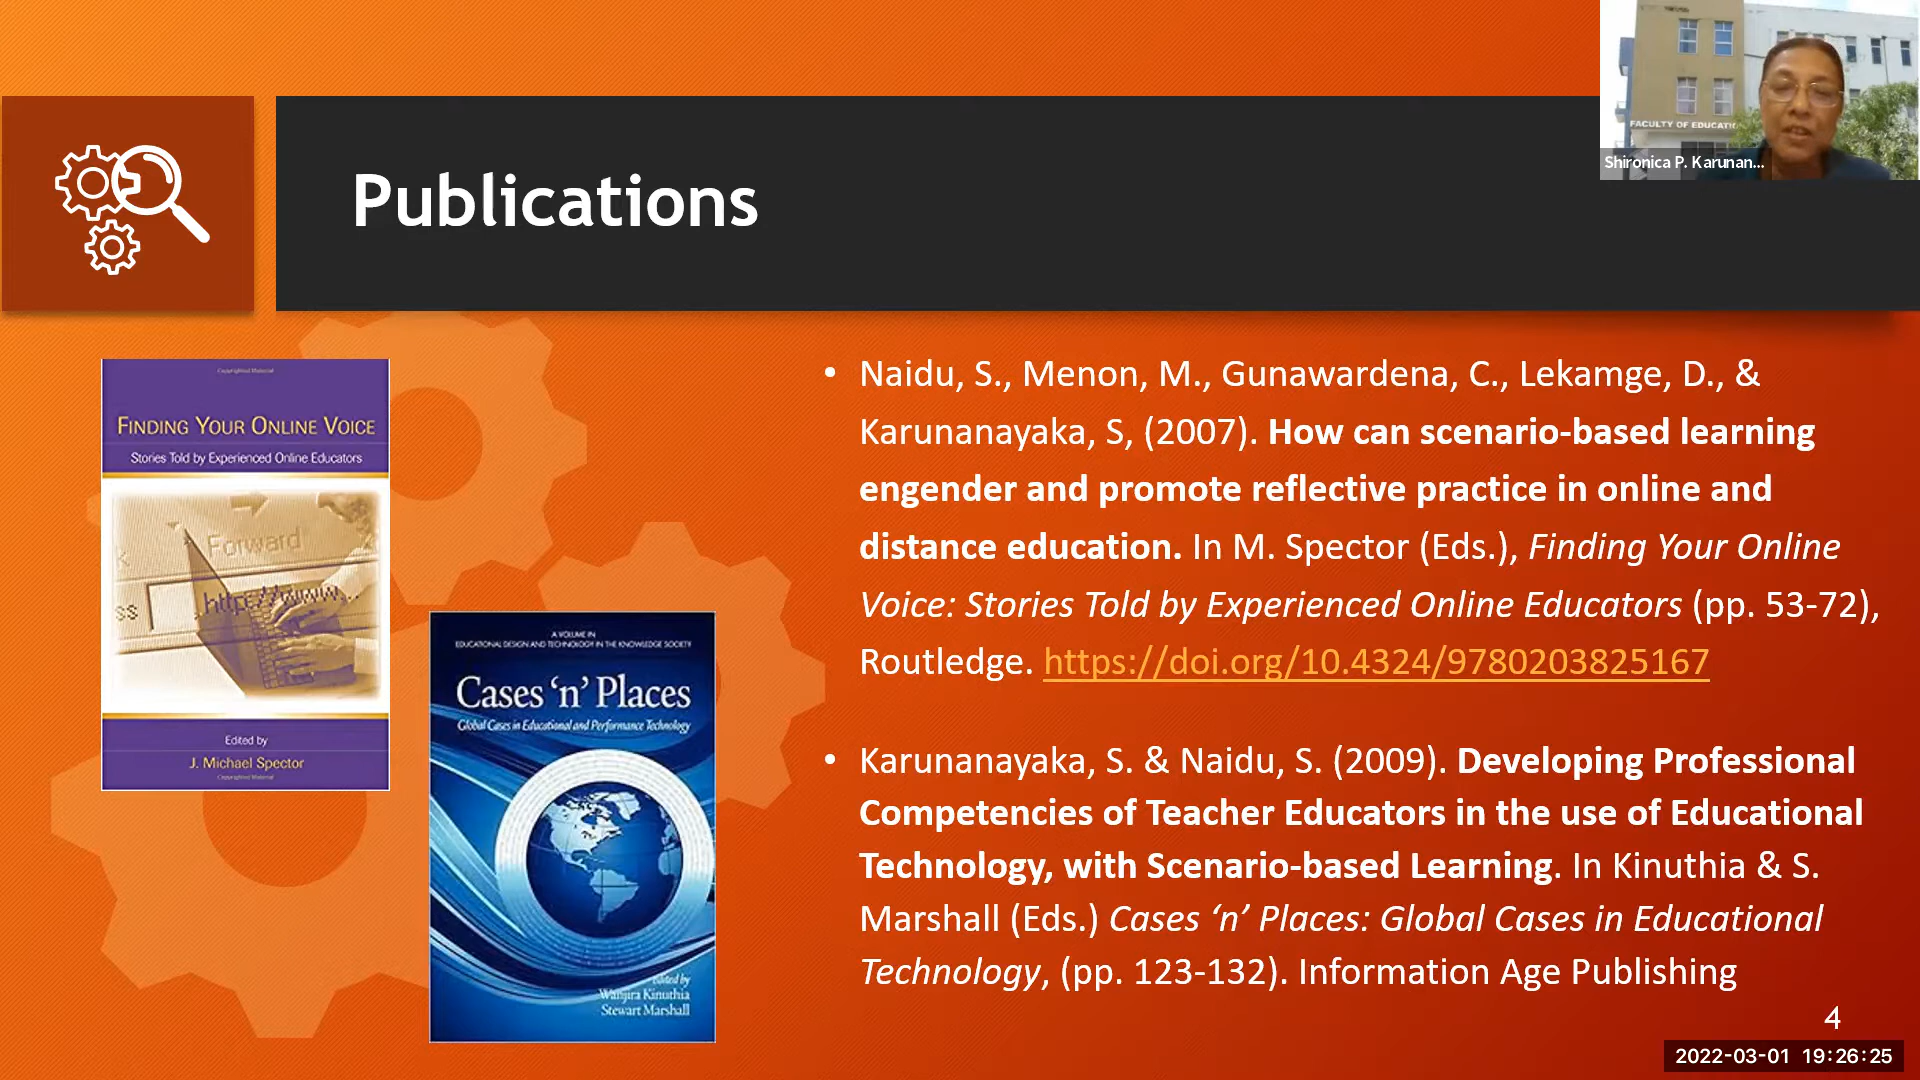 FACULTY OF EDUCATI
Shironica P. Karunan...
Publications
Copyrighted Material
FINDING YOUR ONLINE VOICE
Stories Told by Experienced Online Educators
Forward
ss
http://www...
Edited by
J. Michael Spector
Copyrighted Material
A VOLUME IN
EDUCATIONAL DESIGN AND TECHNOLOGY IN THE KNOWLEDGE SOCIETY
Cases ‘n’ Places
Global Cases in Educational and Performance Technology
Edited by
Wanjira Kinuthia
Stewart Marshall
• Naidu, S., Menon, M., Gunawardena, C., Lekamge, D., &
Karunanayaka, S, (2007). How can scenario-based learning
engender and promote reflective practice in online and
distance education. In M. Spector (Eds.), Finding Your Online
Voice: Stories Told by Experienced Online Educators (pp. 53-72),
Routledge. https://doi.org/10.4324/9780203825167
• Karunanayaka, S. & Naidu, S. (2009). Developing Professional
Competencies of Teacher Educators in the use of Educational
Technology, with Scenario-based Learning. In Kinuthia & S.
Marshall (Eds.) Cases ‘n’ Places: Global Cases in Educational
Technology, (pp. 123-132). Information Age Publishing
4
2022-03-01 19:26:25